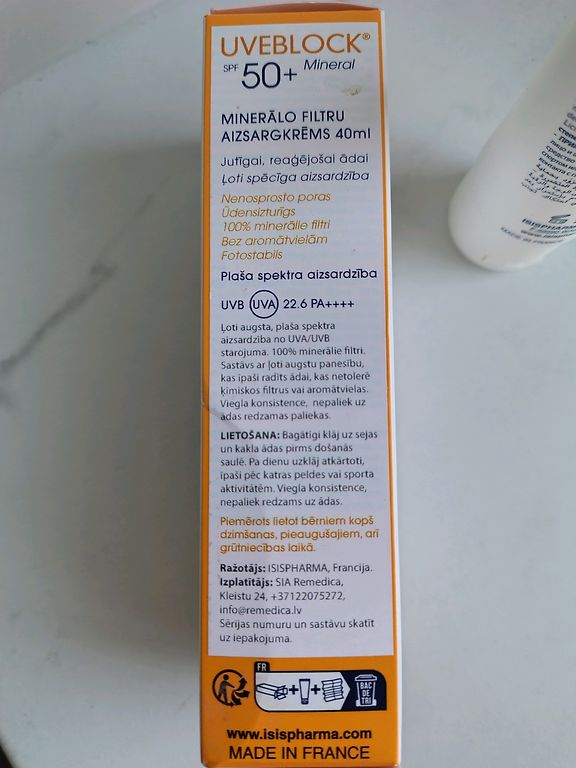 UVEBLOCK®
SPF 50+ Mineral
MINERĀLO FILTRU
AIZSARGKRĒMS 40ml
Jutīgai, reaģējošai ādai
Ļoti spēcīga aizsardzība
Nenosprosto poras
Ūdensizturīgs
100% minerālie filtri
Bez aromātvielām
Fotostabils
Plaša spektra aizsardzība
UVB UVA 22.6 PA++++
Ļoti augsta, plaša spektra
aizsardzība no UVA/UVB
starojuma. 100% minerālie filtri.
Sastāvs ar ļoti augstu panesību,
kas īpaši radīts ādai, kas netolerē
ķīmiskos filtrus vai aromātvielas.
Viegla konsistence, nepaliek uz
ādas redzamas paliekas.
LIETOŠANA: Bagātīgi klāj uz sejas
un kakla ādas pirms došanās
saulē. Pa dienu uzklāj atkārtoti,
īpaši pēc katras peldes vai sporta
aktivitātēm. Viegla konsistence,
nepaliek redzams uz ādas.
Piemērots lietot bērniem kopš
dzimšanas, pieaugušajiem, arī
grūtniecības laikā.
Ražotājs: ISISPHARMA, Francija.
Izplatītājs: SIA Remedica,
Kleistu 24, +37122075272,
info@remedica.lv
Sērijas numuru un sastāvu skatīt
uz iepakojuma.
FR
BAC
DE
TRI
www.isispharma.com
MADE IN FRANCE
ISISPHARMA
MADE IN